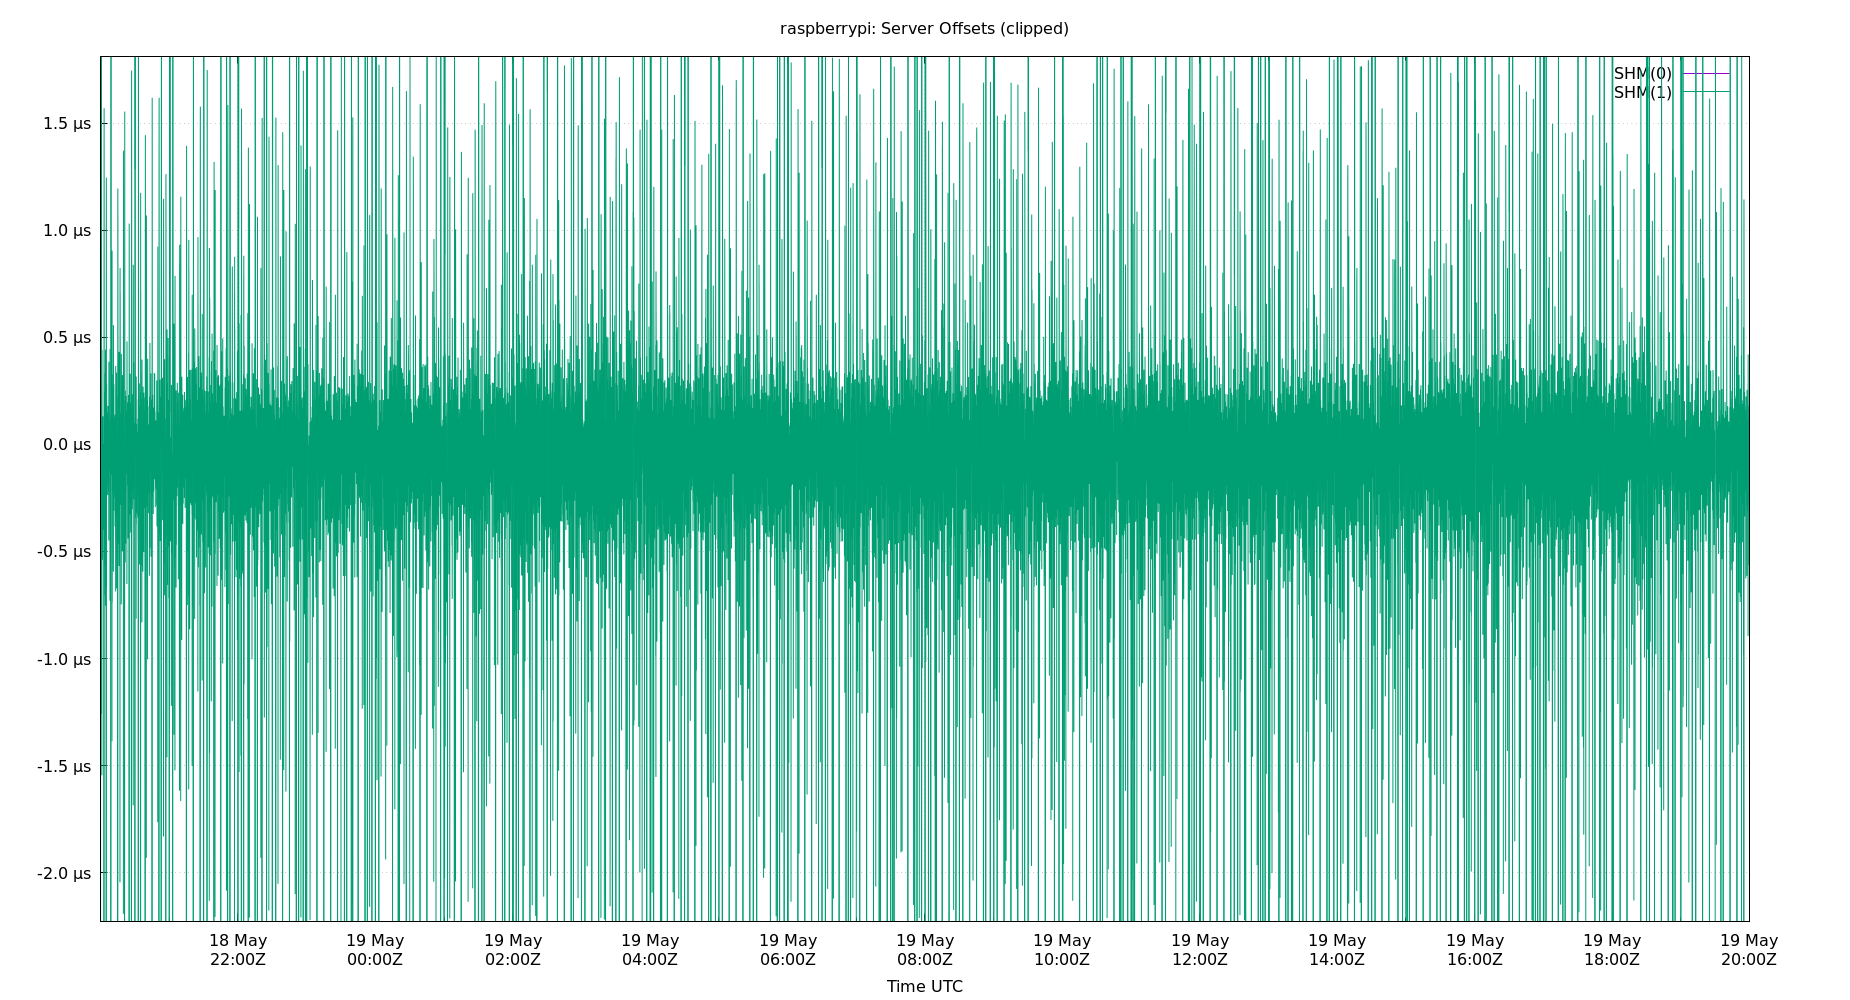 raspberrypi: Server Offsets (clipped)
SHM(0)
SHM(1)
1.5 µs
1.0 µs
0.5 µs
0.0 µs
-0.5 µs
-1.0 µs
-1.5 µs
-2.0 µs
18 May 19 May 19 May 19 May 19 May 19 May 19 May 19 May 19 May 19 May 19 May 19 May
22:00Z 00:00Z 02:00Z 04:00Z 06:00Z 08:00Z 10:00Z 12:00Z 14:00Z 16:00Z 18:00Z 20:00Z
Time UTC